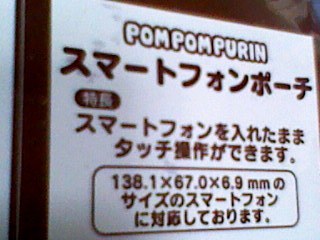 POMPOMPURIN
スマートフォンポーチ
特長
スマートフォンを入れたまま
タッチ操作ができます。
138.1×67.0×6.9 mmの
サイズのスマートフォン
に対応しております。